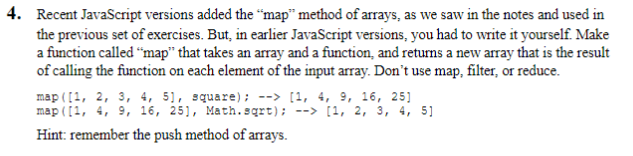 4. Recent JavaScript versions added the “map” method of arrays, as we saw in the notes and used in
the previous set of exercises. But, in earlier JavaScript versions, you had to write it yourself. Make
a function called “map” that takes an array and a function, and returns a new array that is the result
of calling the function on each element of the input array. Don’t use map, filter, or reduce.
map([1, 2, 3, 4, 5], square); --> [1, 4, 9, 16, 25]
map([1, 4, 9, 16, 25], Math.sqrt); --> [1, 2, 3, 4, 5]
Hint: remember the push method of arrays.